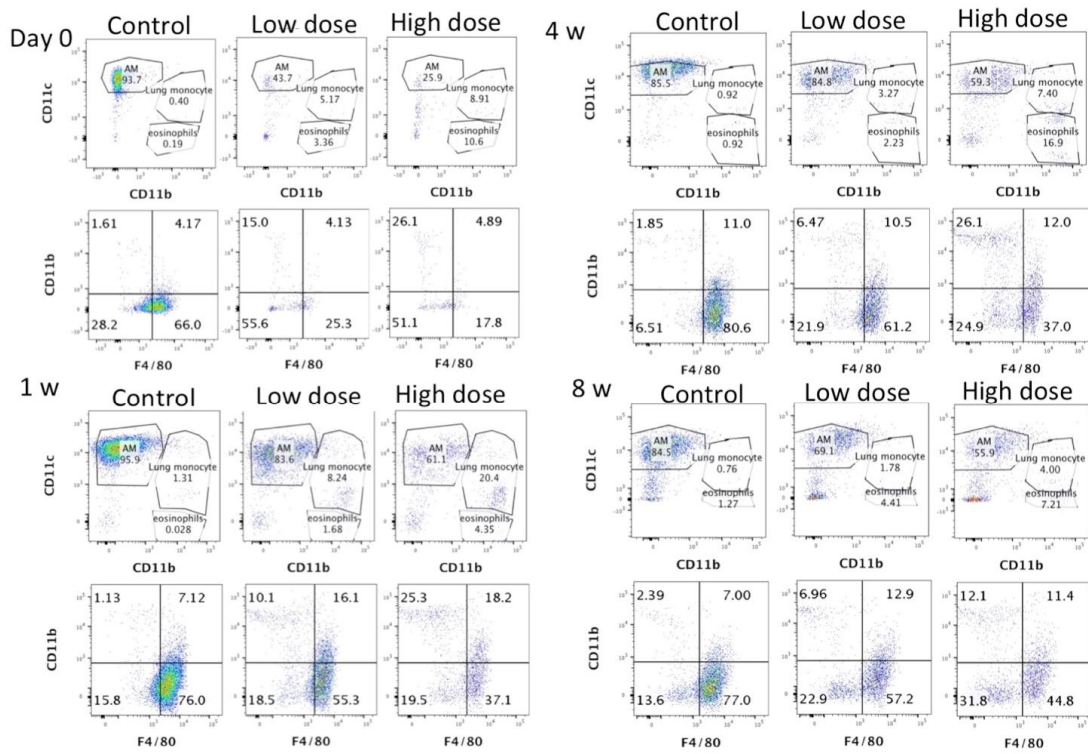 Day 0
Control
Low dose
High dose
CD11c
AM
93.7
Lung monocyte
0.40
eosinophils
0.19
AM
43.7
Lung monocyte
5.17
eosinophils
3.36
AM
25.9
Lung monocyte
8.91
eosinophils
10.6
CD11b
CD11b
CD11b
CD11b
1.61
4.17
28.2
66.0
15.0
4.13
55.6
25.3
26.1
4.89
51.1
17.8
F4/80
F4/80
F4/80
4 w
Control
Low dose
High dose
CD11c
AM
85.5
Lung monocyte
0.92
eosinophils
0.92
AM
84.8
Lung monocyte
3.27
eosinophils
2.23
AM
59.3
Lung monocyte
7.40
eosinophils
16.9
CD11b
CD11b
CD11b
CD11b
1.85
11.0
6.51
80.6
6.47
10.5
21.9
61.2
26.1
12.0
24.9
37.0
F4/80
F4/80
F4/80
1 w
Control
Low dose
High dose
CD11c
AM
95.9
Lung monocyte
1.31
eosinophils
0.028
AM
83.6
Lung monocyte
8.24
eosinophils
1.68
AM
61.1
Lung monocyte
20.4
eosinophils
4.35
CD11b
CD11b
CD11b
CD11b
1.13
7.12
15.8
76.0
10.1
16.1
18.5
55.3
25.3
18.2
19.5
37.1
F4/80
F4/80
F4/80
8 w
Control
Low dose
High dose
CD11c
AM
84.5
Lung monocyte
0.76
eosinophils
1.27
AM
69.1
Lung monocyte
1.78
eosinophils
4.41
AM
55.9
Lung monocyte
4.00
eosinophils
7.21
CD11b
CD11b
CD11b
CD11b
2.39
7.00
13.6
77.0
6.96
12.9
22.9
57.2
12.1
11.4
31.8
44.8
F4/80
F4/80
F4/80